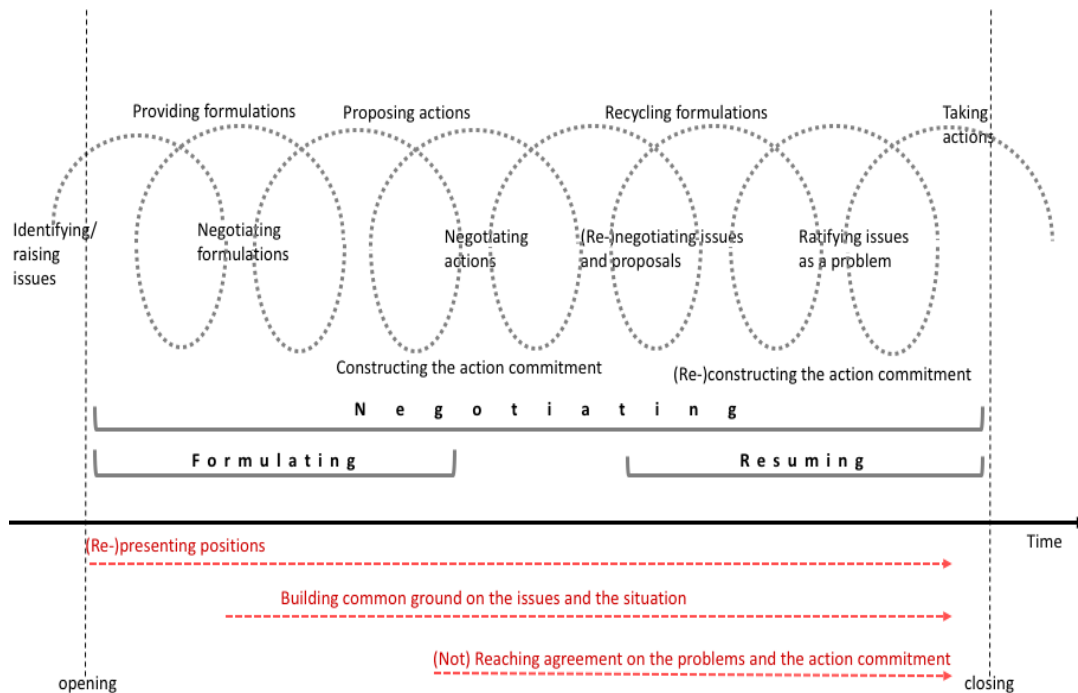 Providing formulations
Proposing actions
Recycling formulations
Taking
actions
Identifying/
raising
issues
Negotiating
formulations
Negotiating
actions
(Re-)negotiating issues
and proposals
Ratifying issues
as a problem
Constructing the action commitment
(Re-)constructing the action commitment
Negotiating
Formulating
Resuming
Time
(Re-)presenting positions
Building common ground on the issues and the situation
(Not) Reaching agreement on the problems and the action commitment
opening
closing